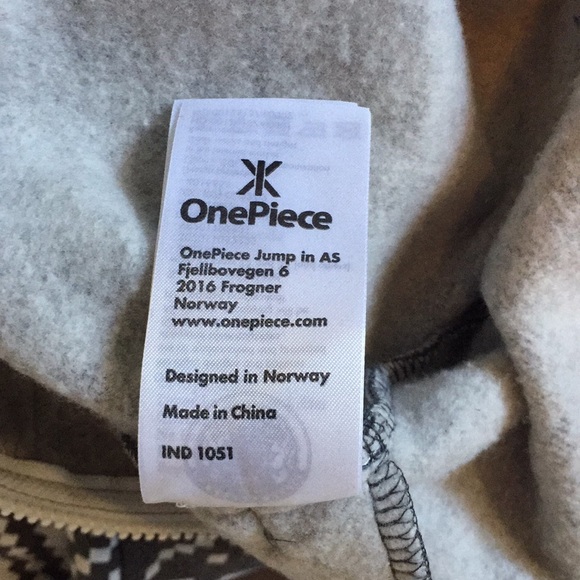 OnePiece
OnePiece Jump in AS
Fjellbovegen 6
2016 Frogner
Norway
www.onepiece.com
Designed in Norway
Made in China
IND 1051